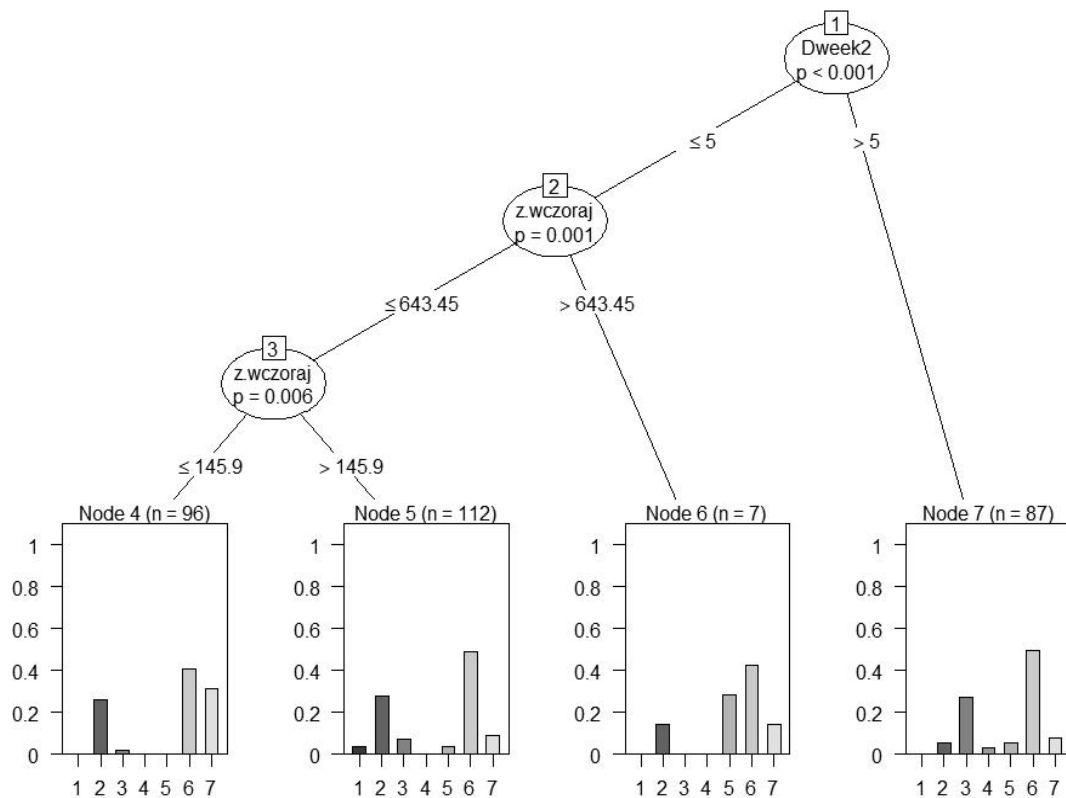 1
Dweek2
p < 0.001
≤ 5
> 5
2
z.wczoraj
p = 0.001
≤ 643.45
> 643.45
3
z.wczoraj
p = 0.006
≤ 145.9
> 145.9
Node 4 (n = 96)
1
0.8
0.6
0.4
0.2
0
1 2 3 4 5 6 7
Node 5 (n = 112)
1
0.8
0.6
0.4
0.2
0
1 2 3 4 5 6 7
Node 6 (n = 7)
1
0.8
0.6
0.4
0.2
0
1 2 3 4 5 6 7
Node 7 (n = 87)
1
0.8
0.6
0.4
0.2
0
1 2 3 4 5 6 7